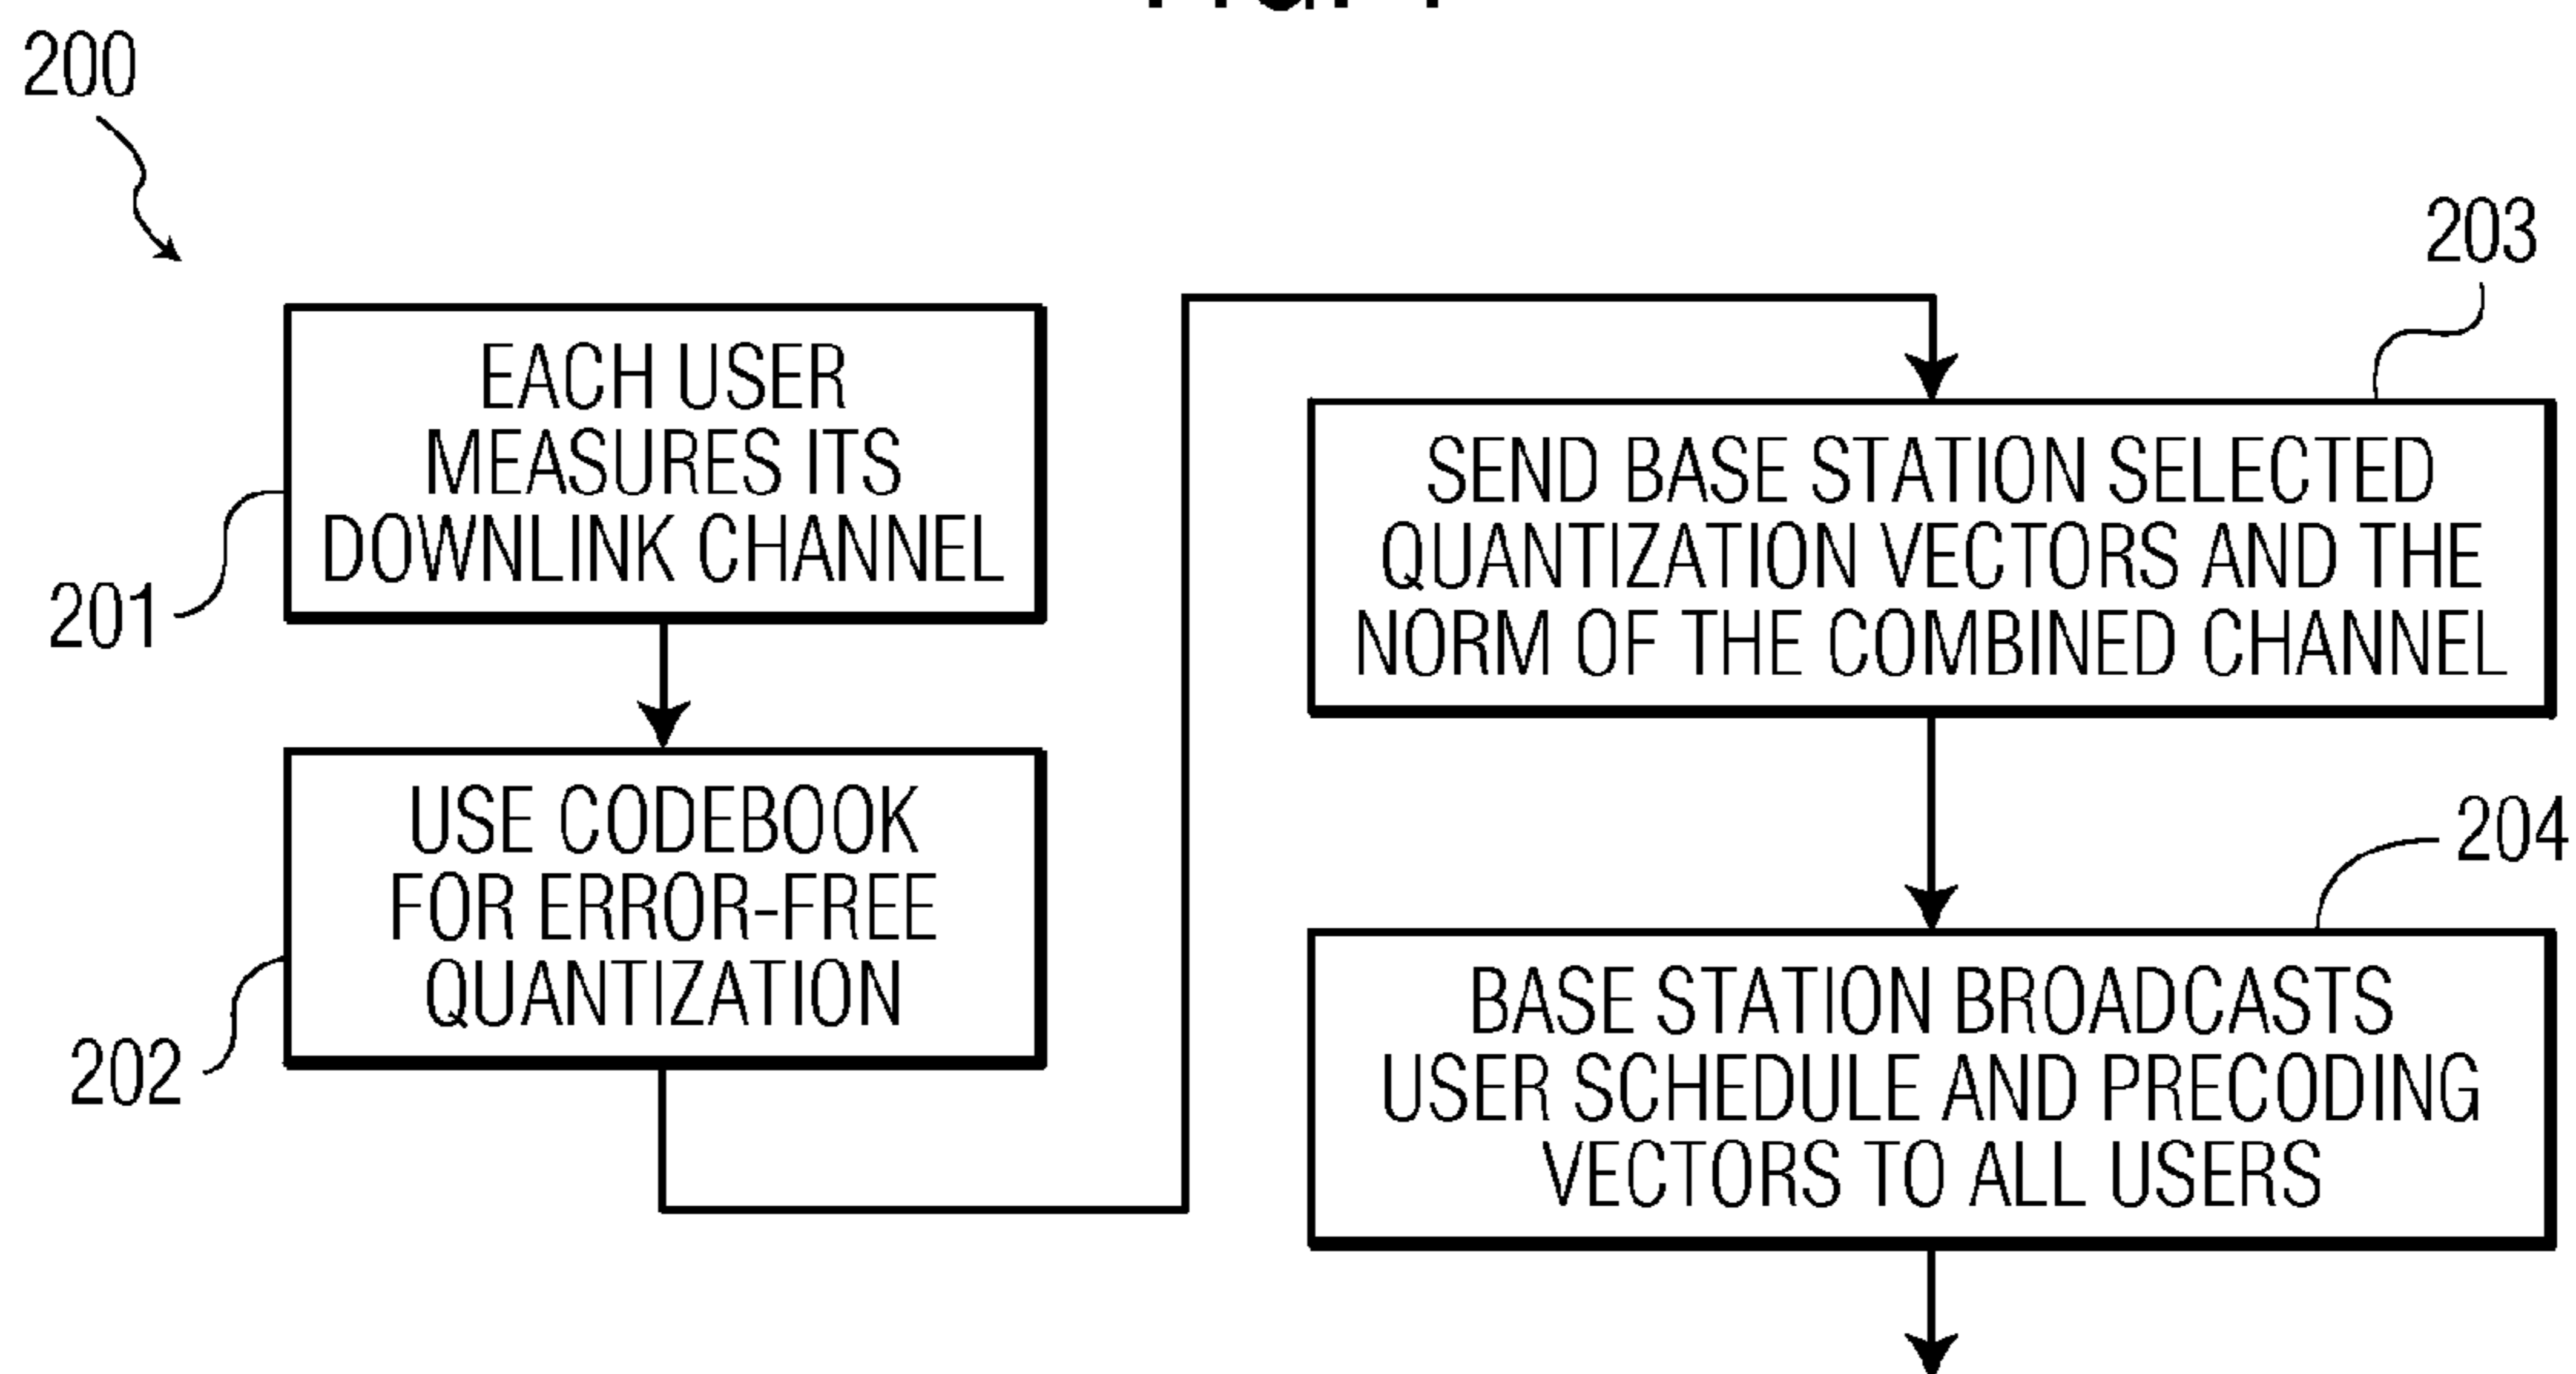 200
EACH USER
MEASURES ITS
DOWNLINK CHANNEL
201
USE CODEBOOK
FOR ERROR-FREE
QUANTIZATION
202
203
SEND BASE STATION SELECTED
QUANTIZATION VECTORS AND THE
NORM OF THE COMBINED CHANNEL
204
BASE STATION BROADCASTS
USER SCHEDULE AND PRECODING
VECTORS TO ALL USERS